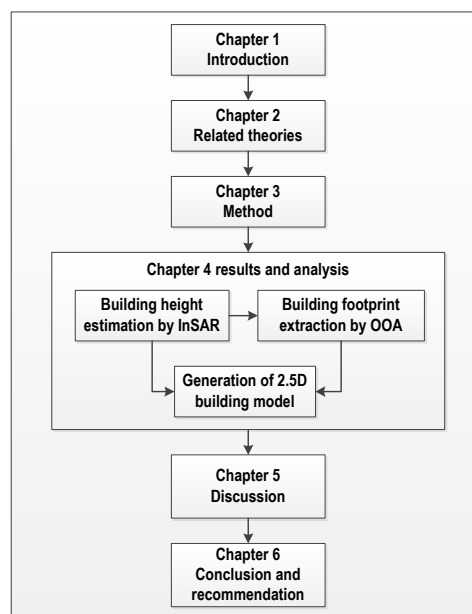 Chapter 1
Introduction
Chapter 2
Related theories
Chapter 3
Method
Chapter 4 results and analysis
Building height
estimation by InSAR
Building footprint
extraction by OOA
Generation of 2.5D
building model
Chapter 5
Discussion
Chapter 6
Conclusion and
recommendation